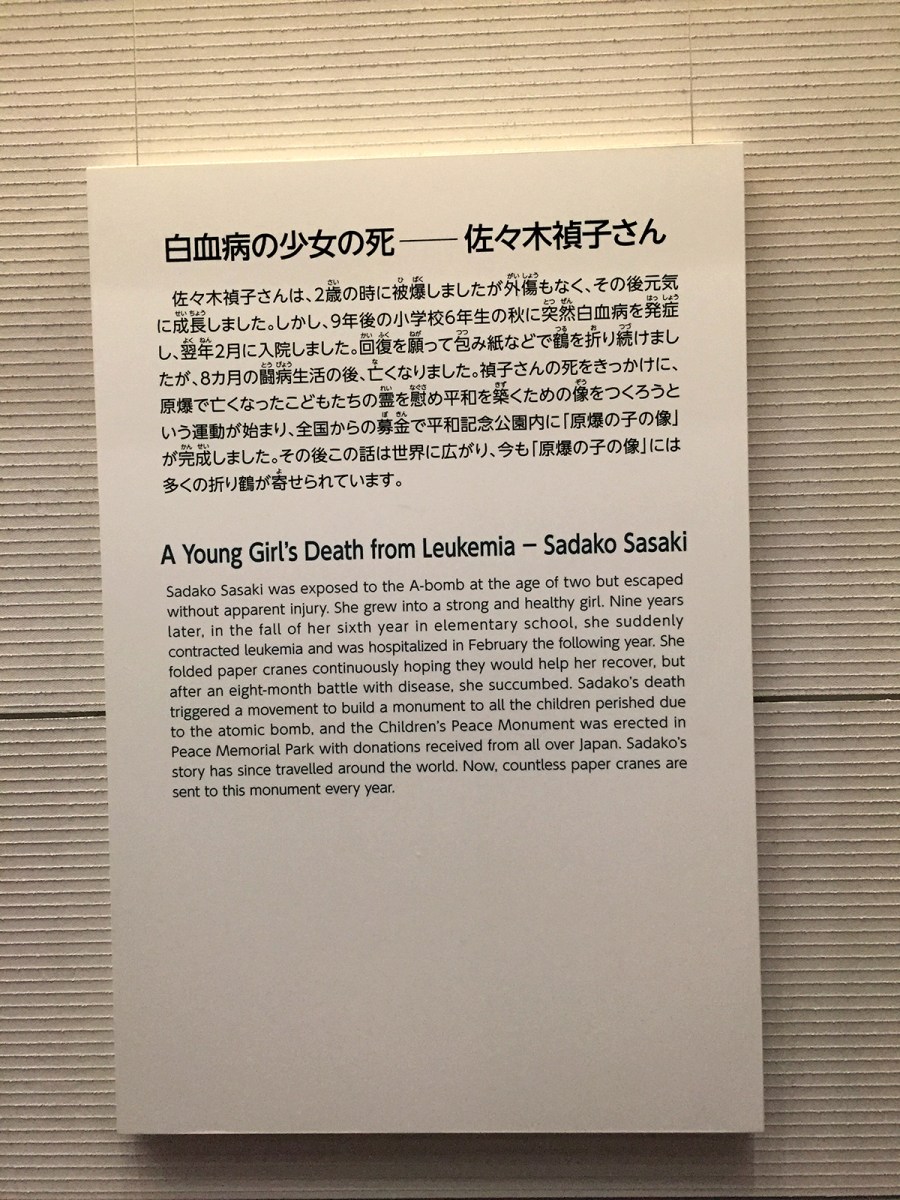 白血病の少女の死 —— 佐々木禎子さん
佐々木禎子さんは、2歳の時に被爆しましたが外傷もなく、その後元気
に成長しました。しかし、9年後の小学校6年生の秋に突然白血病を発症
し、翌年2月に入院しました。回復を願って包み紙などで鶴を折り続けまし
たが、8カ月の闘病生活の後、亡くなりました。禎子さんの死をきっかけに、
原爆で亡くなったこどもたちの霊を慰め平和を築くための像をつくろうと
いう運動が始まり、全国からの募金で平和記念公園内に「原爆の子の像」
が完成しました。その後この話は世界に広がり、今も「原爆の子の像」には
多くの折り鶴が寄せられています。
A Young Girl's Death from Leukemia – Sadako Sasaki
Sadako Sasaki was exposed to the A-bomb at the age of two but escaped
without apparent injury. She grew into a strong and healthy girl. Nine years
later, in the fall of her sixth year in elementary school, she suddenly
contracted leukemia and was hospitalized in February the following year. She
folded paper cranes continuously hoping they would help her recover, but
after an eight-month battle with disease, she succumbed. Sadako's death
triggered a movement to build a monument to all the children perished due
to the atomic bomb, and the Children's Peace Monument was erected in
Peace Memorial Park with donations received from all over Japan. Sadako's
story has since travelled around the world. Now, countless paper cranes are
sent to this monument every year.